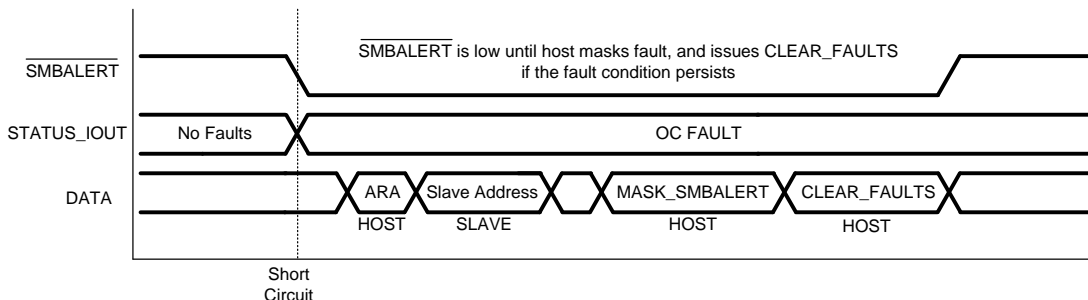 SMBALERT
SMBALERT is low until host masks fault, and issues CLEAR_FAULTS
if the fault condition persists
STATUS_IOUT
No Faults
OC FAULT
DATA
ARA
Slave Address
MASK_SMBALERT
CLEAR_FAULTS
HOST
SLAVE
HOST
HOST
Short
Circuit